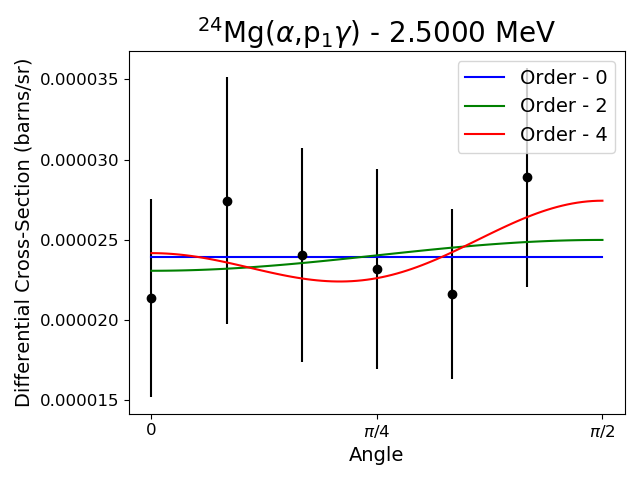 ²⁴Mg(α,p₁γ) - 2.5000 MeV
Differential Cross-Section (barns/sr)
0.000035
0.000030
0.000025
0.000020
0.000015
Order - 0
Order - 2
Order - 4
0
π/4
π/2
Angle